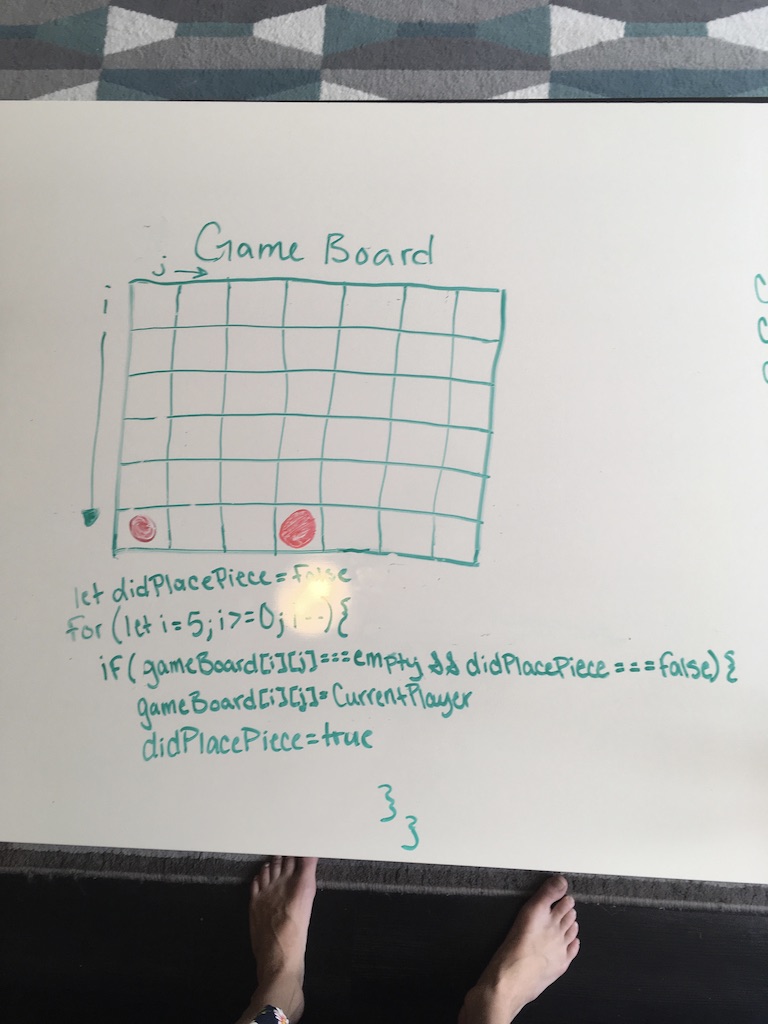 Game Board
j →
i
let didPlacePiece = false
for (let i = 5; i >= 0; i--) {
if ( gameBoard[i][j] === empty && didPlacePiece === false) {
gameBoard[i][j] = CurrentPlayer
didPlacePiece = true
}
}
C
C